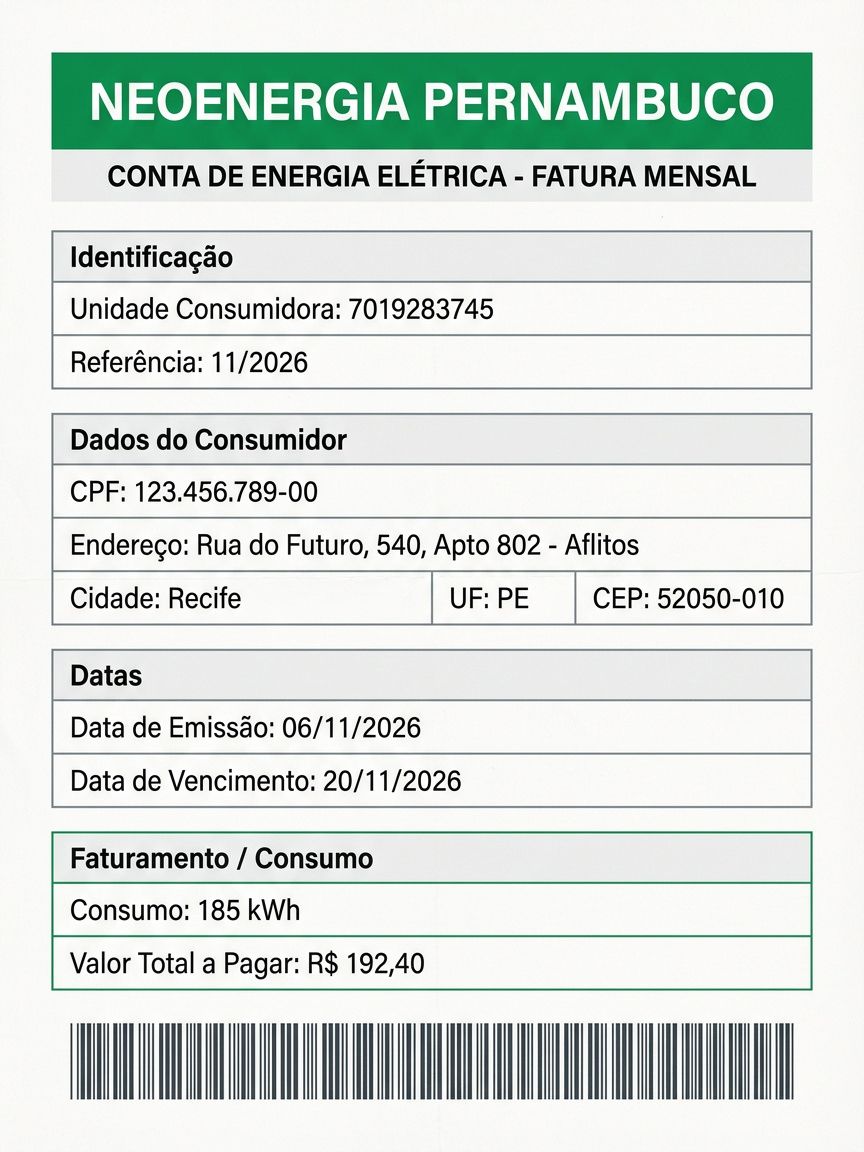 NEOENERGIA PERNAMBUCO
CONTA DE ENERGIA ELÉTRICA - FATURA MENSAL
Identificação
Unidade Consumidora: 7019283745
Referência: 11/2026
Dados do Consumidor
CPF: 123.456.789-00
Endereço: Rua do Futuro, 540, Apto 802 - Aflitos
Cidade: Recife UF: PE CEP: 52050-010
Datas
Data de Emissão: 06/11/2026
Data de Vencimento: 20/11/2026
Faturamento / Consumo
Consumo: 185 kWh
Valor Total a Pagar: R$ 192,40